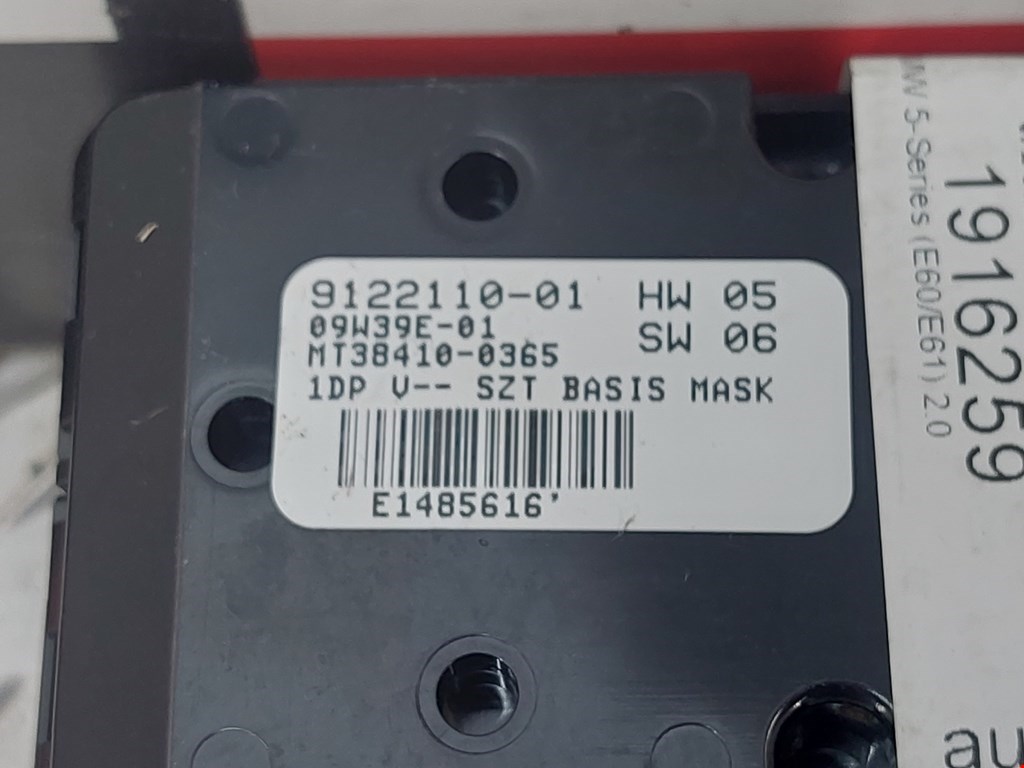 9122110-01 HW 05
09W39E-01 SW 06
MT38410-0365
1DP V-- SZT BASIS MASK
E1485616'
5-Series (E60/E61) 2.0
1916259